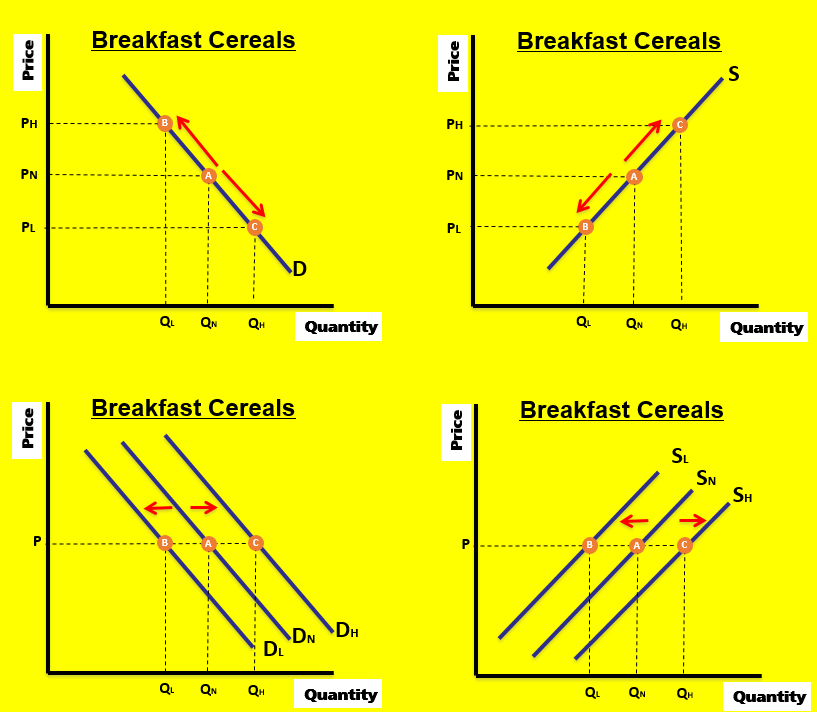 Breakfast Cereals
Price
PH
B
PN
A
PL
C
D
QL QN QH
Quantity
Breakfast Cereals
Price
S
PH
C
PN
A
PL
B
QL QN QH
Quantity
Breakfast Cereals
Price
P
B A C
DH
DN
DL
QL QN QH
Quantity
Breakfast Cereals
Price
SL
SN
SH
P
B A C
QL QN QH
Quantity